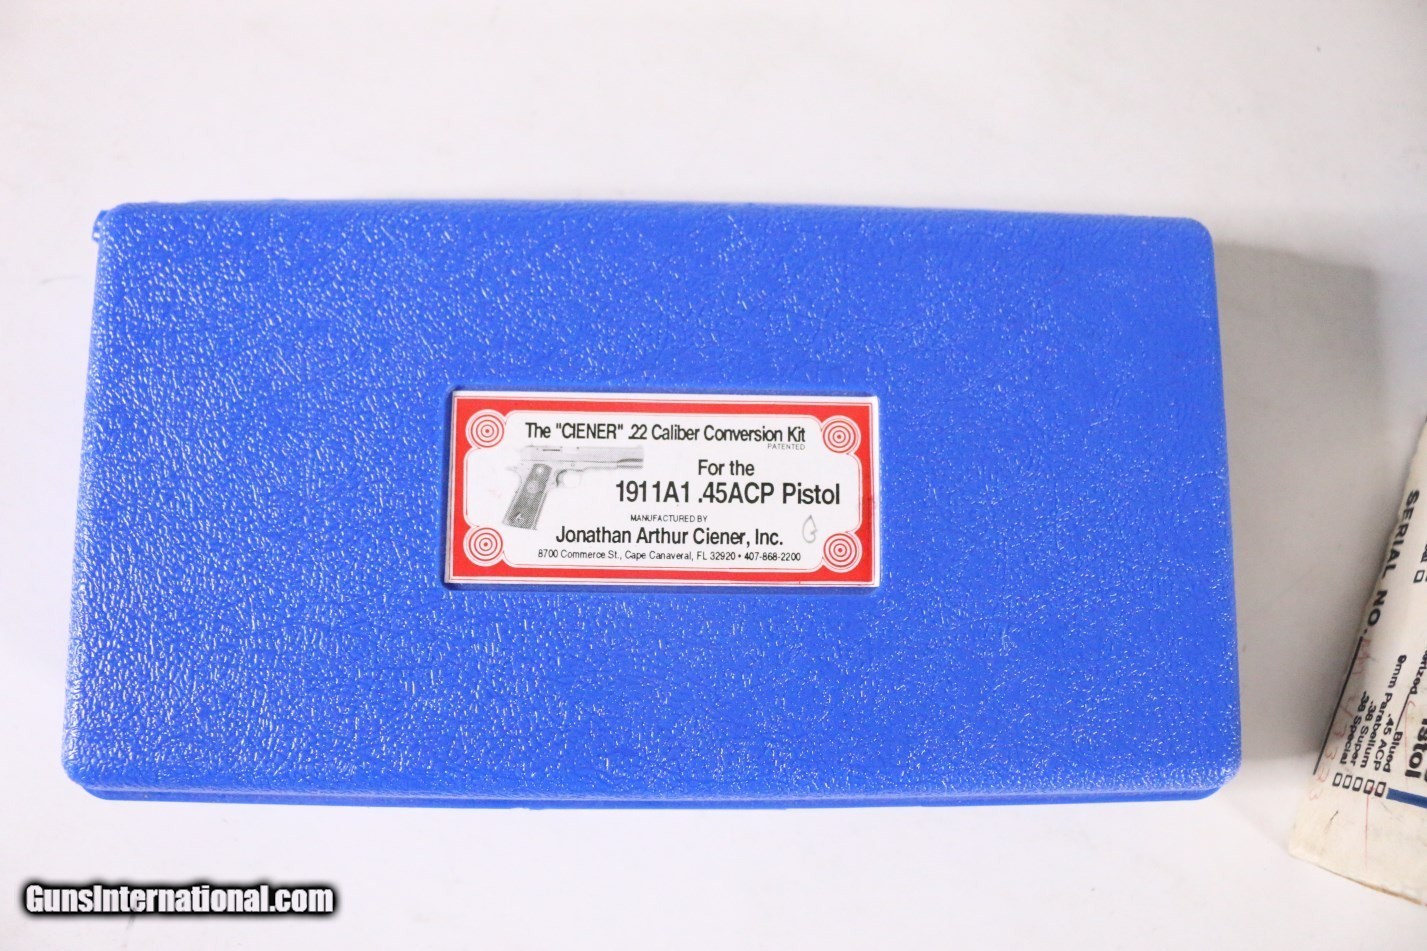 The "CIENER" .22 Caliber Conversion Kit
PATENTED
For the
1911A1 .45ACP Pistol
MANUFACTURED BY
Jonathan Arthur Ciener, Inc.
8700 Commerce St., Cape Canaveral, FL 32920 • 407-868-2200
G
SERIAL NO.
Blued
.45 ACP
9mm Parabellum
.38 Super
.38 Special
GunsInternational.com